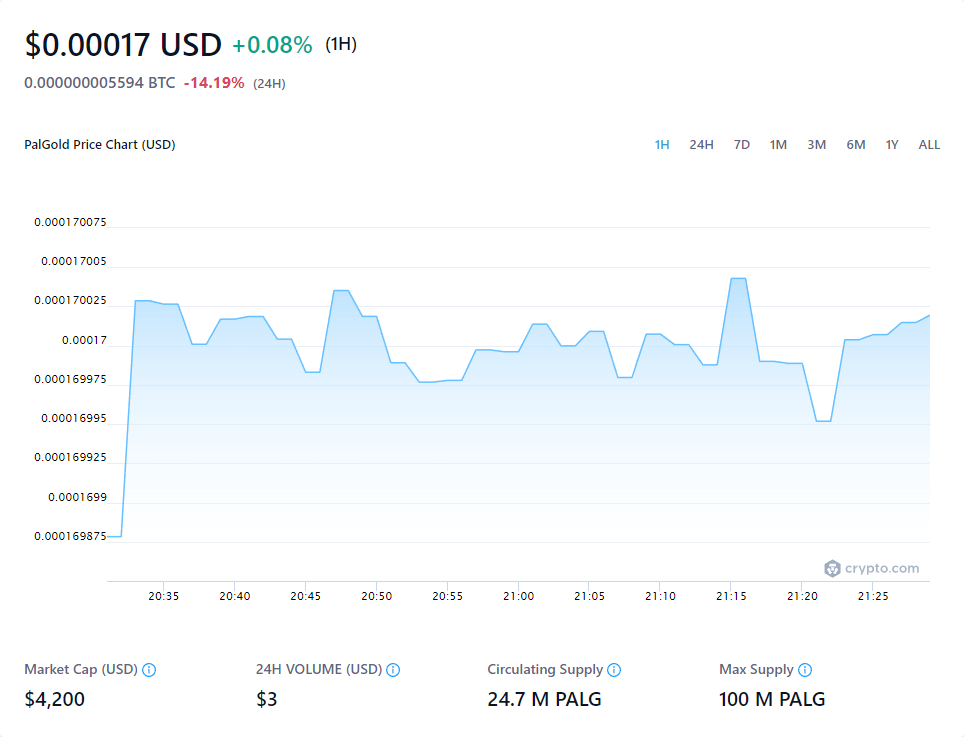 $0.00017 USD +0.08% (1H)
0.000000005594 BTC -14.19% (24H)
PalGold Price Chart (USD) 1H 24H 7D 1M 3M 6M 1Y ALL
0.000170075
0.00017005
0.000170025
0.00017
0.000169975
0.00016995
0.000169925
0.0001699
0.000169875
crypto.com
20:35 20:40 20:45 20:50 20:55 21:00 21:05 21:10 21:15 21:20 21:25
Market Cap (USD) 24H VOLUME (USD) Circulating Supply Max Supply
$4,200 $3 24.7 M PALG 100 M PALG